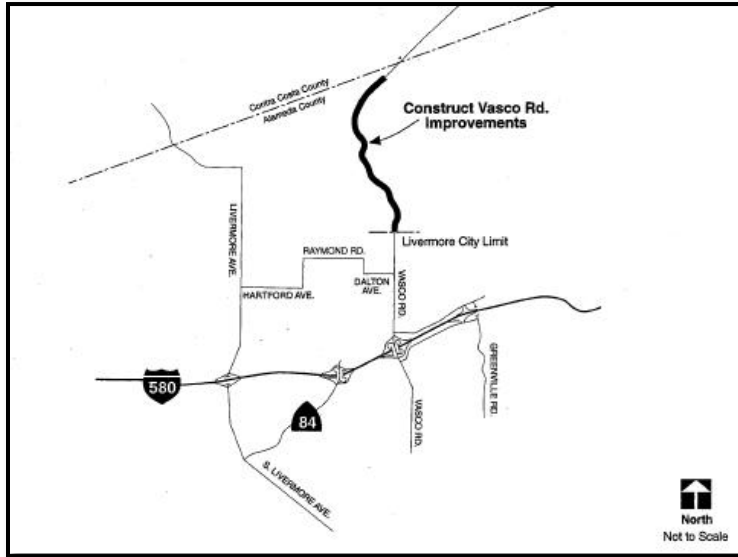 Contra Costa County
Alameda County
Construct Vasco Rd.
Improvements
LIVERMORE AVE.
Livermore City Limit
RAYMOND RD.
HARTFORD AVE.
DALTON
AVE.
VASCO RD.
GREENVILLE RD.
580
84
VASCO RD.
S. LIVERMORE AVE.
North
Not to Scale